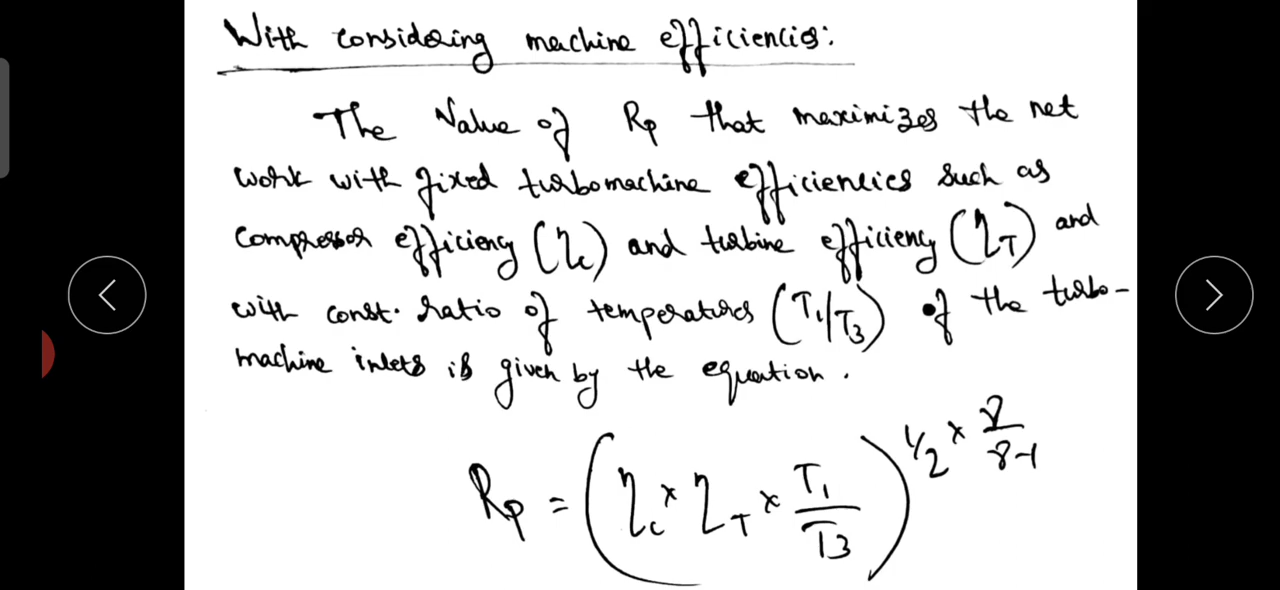 With considering machine efficiencies:
The Value of Rp that maximizes the net
work with fixed turbomachine efficiencies such as
compressor efficiency (ηc) and turbine efficiency (ηT) and
with const. ratio of temperatures (T1/T3) of the turbo-
machine inlets is given by the equation.
Rp = (ηc × ηT × T1/T3)^1/2 × γ/γ-1